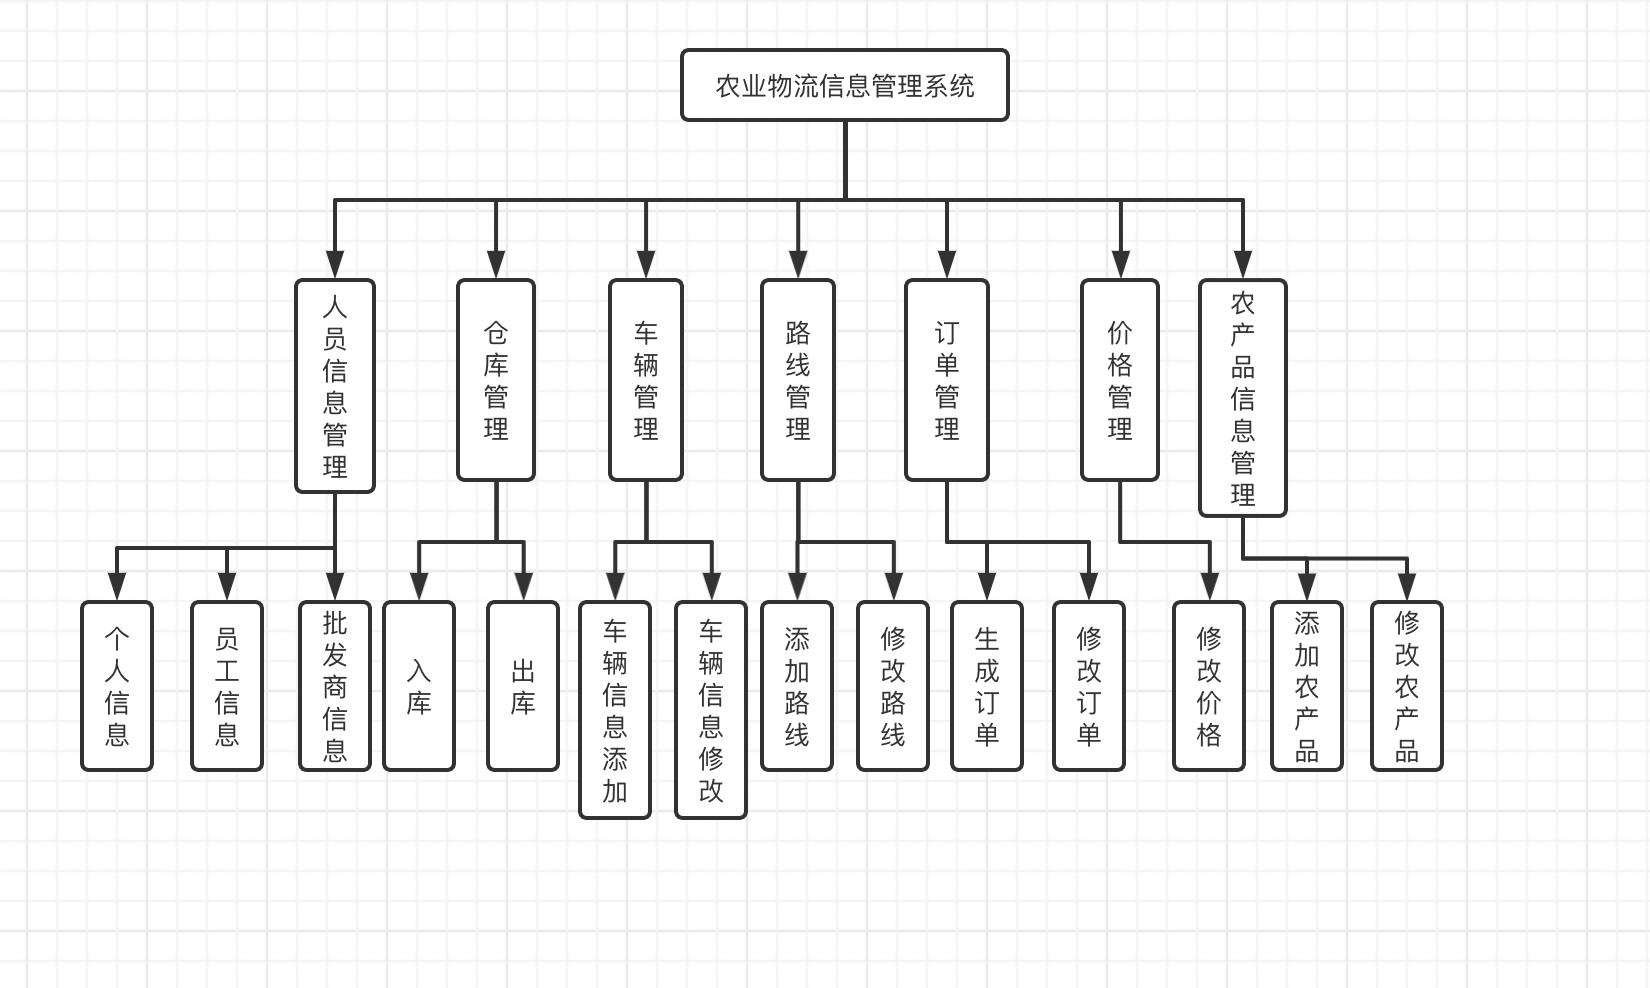 农业物流信息管理系统
人员信息管理
仓库管理
车辆管理
路线管理
订单管理
价格管理
农产品信息管理
个人信息
员工信息
批发商信息
入库
出库
车辆信息添加
车辆信息修改
添加路线
修改路线
生成订单
修改订单
修改价格
添加农产品
修改农产品